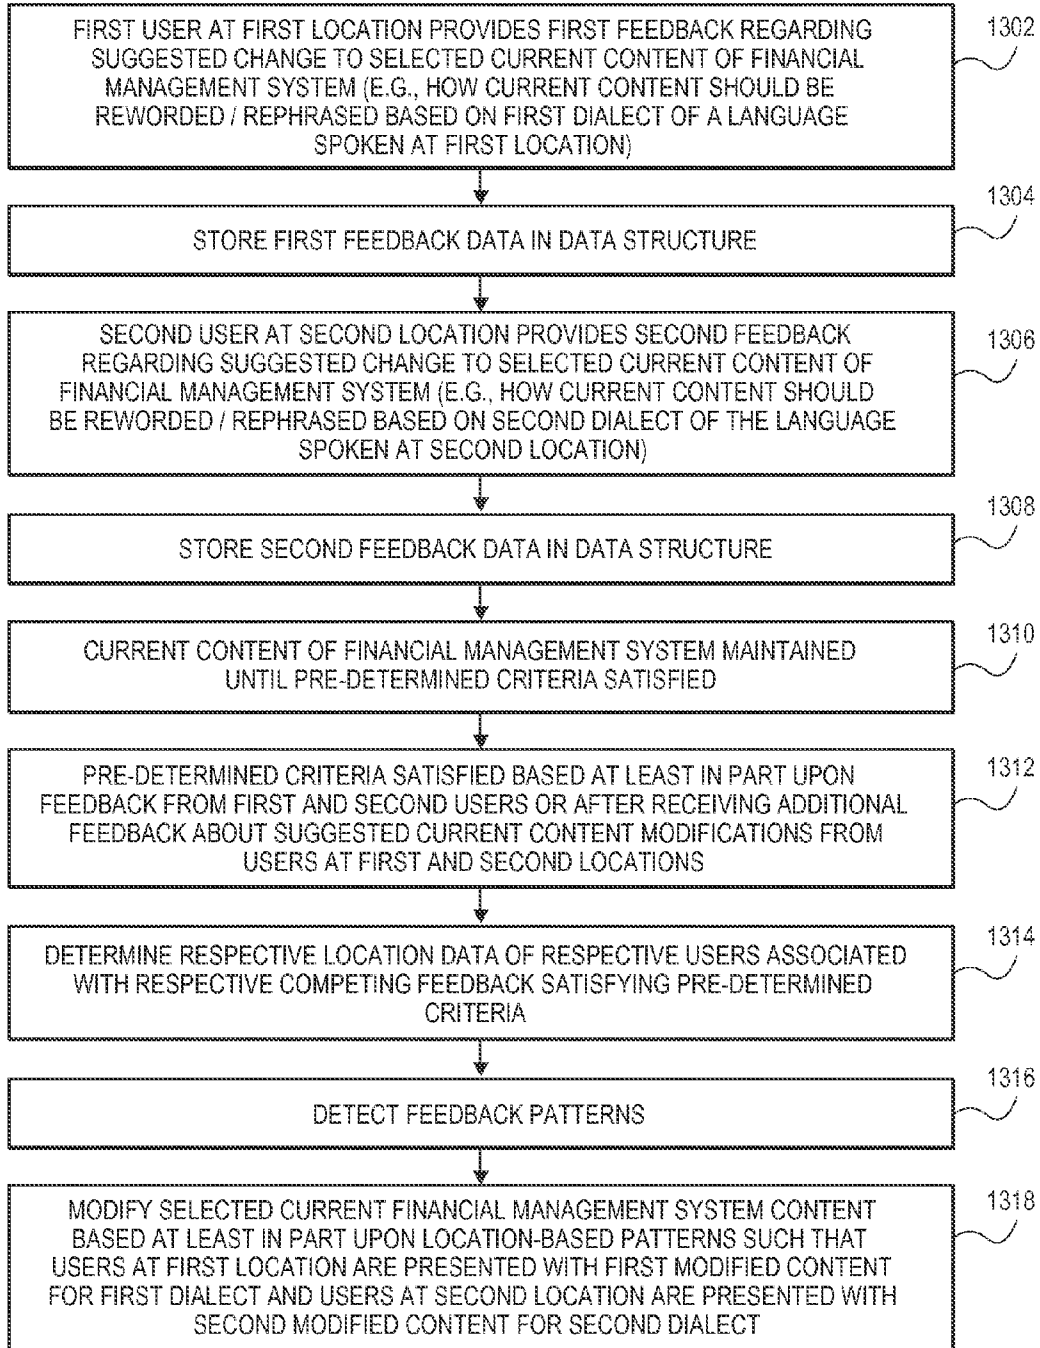 1302
FIRST USER AT FIRST LOCATION PROVIDES FIRST FEEDBACK REGARDING
SUGGESTED CHANGE TO SELECTED CURRENT CONTENT OF FINANCIAL
MANAGEMENT SYSTEM (E.G., HOW CURRENT CONTENT SHOULD BE
REWORDED / REPHRASED BASED ON FIRST DIALECT OF A LANGUAGE
SPOKEN AT FIRST LOCATION)
1304
STORE FIRST FEEDBACK DATA IN DATA STRUCTURE
1306
SECOND USER AT SECOND LOCATION PROVIDES SECOND FEEDBACK
REGARDING SUGGESTED CHANGE TO SELECTED CURRENT CONTENT OF
FINANCIAL MANAGEMENT SYSTEM (E.G., HOW CURRENT CONTENT SHOULD
BE REWORDED / REPHRASED BASED ON SECOND DIALECT OF THE LANGUAGE
SPOKEN AT SECOND LOCATION)
1308
STORE SECOND FEEDBACK DATA IN DATA STRUCTURE
1310
CURRENT CONTENT OF FINANCIAL MANAGEMENT SYSTEM MAINTAINED
UNTIL PRE-DETERMINED CRITERIA SATISFIED
1312
PRE-DETERMINED CRITERIA SATISFIED BASED AT LEAST IN PART UPON
FEEDBACK FROM FIRST AND SECOND USERS OR AFTER RECEIVING ADDITIONAL
FEEDBACK ABOUT SUGGESTED CURRENT CONTENT MODIFICATIONS FROM
USERS AT FIRST AND SECOND LOCATIONS
1314
DETERMINE RESPECTIVE LOCATION DATA OF RESPECTIVE USERS ASSOCIATED
WITH RESPECTIVE COMPETING FEEDBACK SATISFYING PRE-DETERMINED
CRITERIA
1316
DETECT FEEDBACK PATTERNS
1318
MODIFY SELECTED CURRENT FINANCIAL MANAGEMENT SYSTEM CONTENT
BASED AT LEAST IN PART UPON LOCATION-BASED PATTERNS SUCH THAT
USERS AT FIRST LOCATION ARE PRESENTED WITH FIRST MODIFIED CONTENT
FOR FIRST DIALECT AND USERS AT SECOND LOCATION ARE PRESENTED WITH
SECOND MODIFIED CONTENT FOR SECOND DIALECT